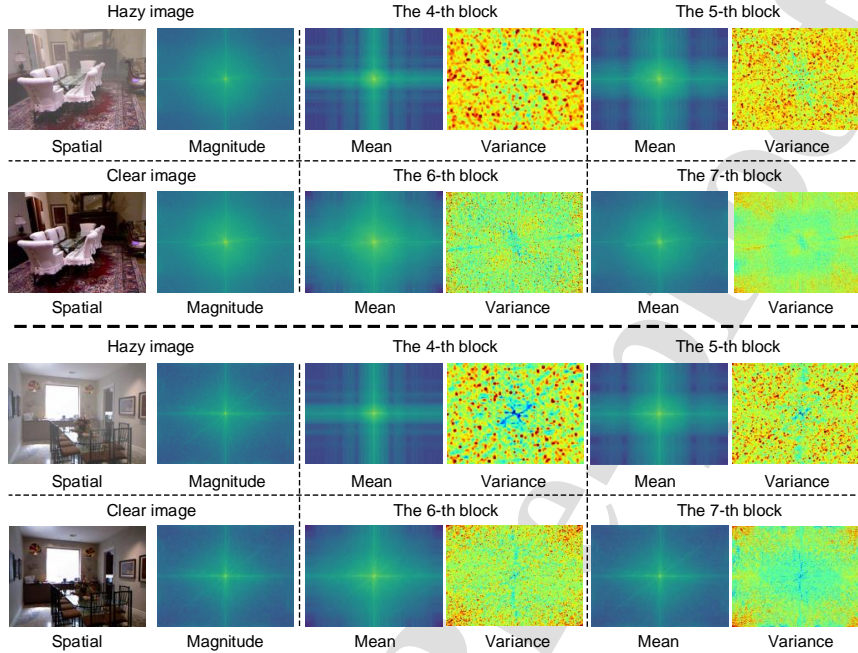 Hazy image The 4-th block The 5-th block
Spatial Magnitude Mean Variance Mean Variance
Clear image The 6-th block The 7-th block
Spatial Magnitude Mean Variance Mean Variance
Hazy image The 4-th block The 5-th block
Spatial Magnitude Mean Variance Mean Variance
Clear image The 6-th block The 7-th block
Spatial Magnitude Mean Variance Mean Variance